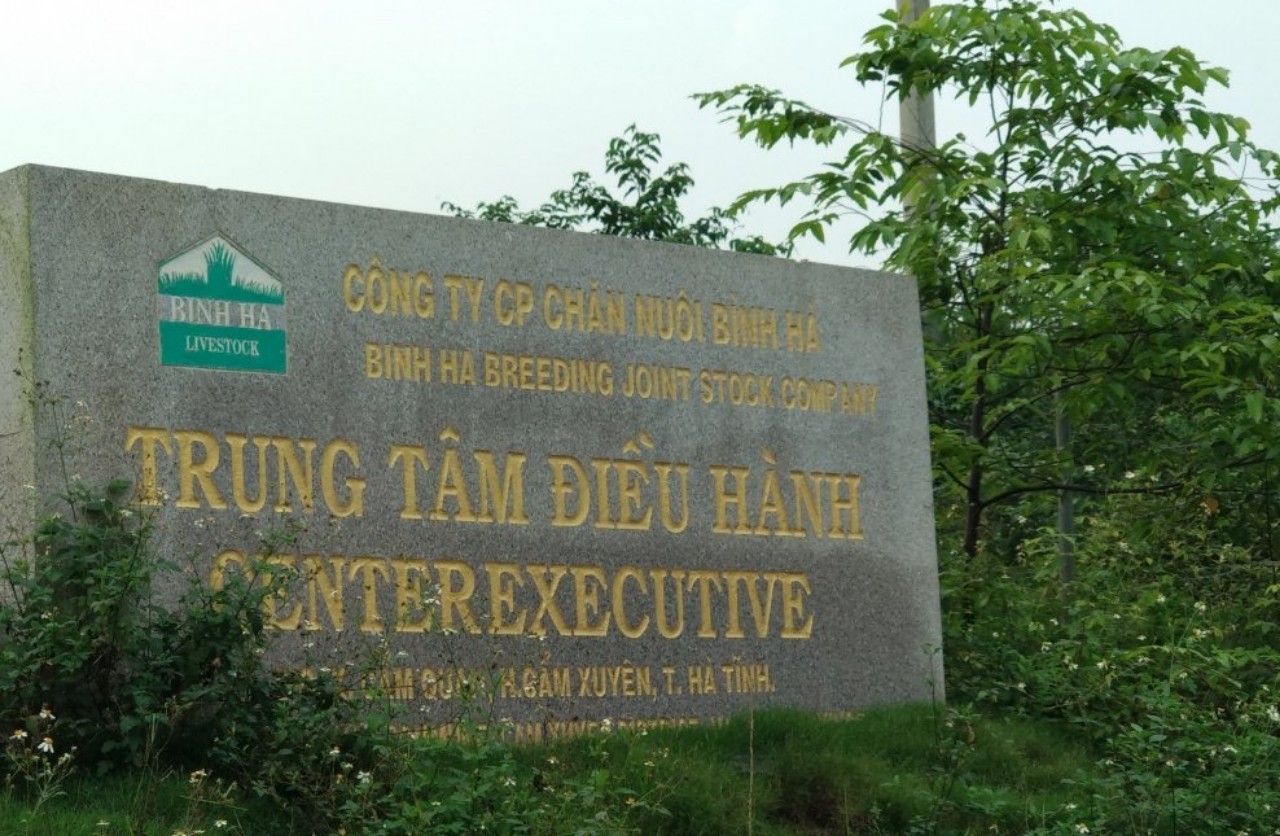 BINH HA
LIVESTOCK
CÔNG TY CP CHĂN NUÔI BÌNH HÀ
BINH HA BREEDING JOINT STOCK COMPANY
TRUNG TÂM ĐIỀU HÀNH
CENTEREXECUTIVE
H.CẨM XUYÊN, T. HÀ TĨNH.